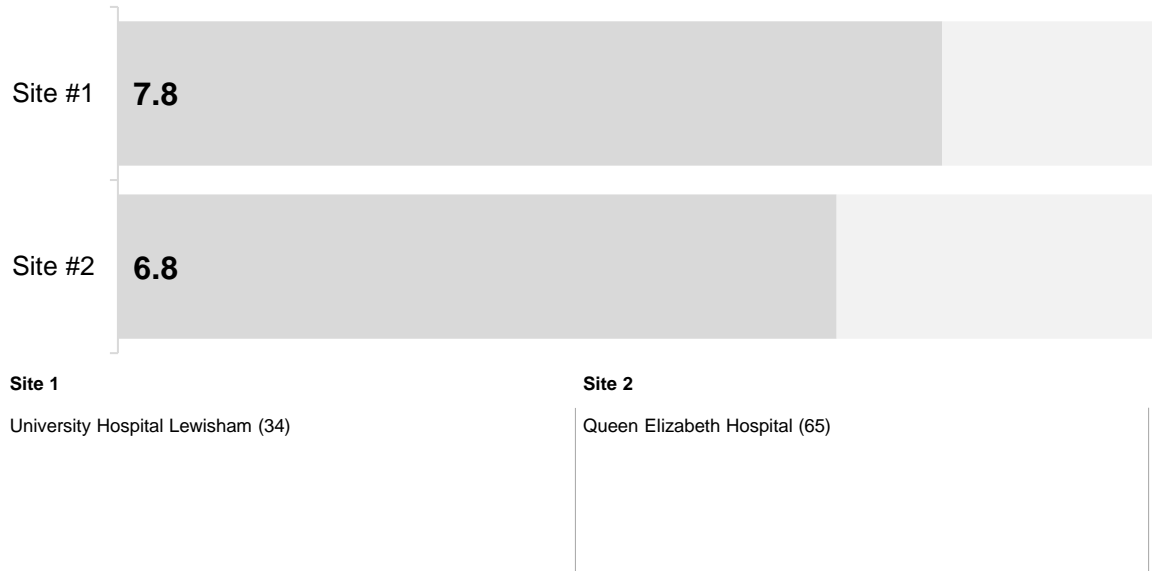 Site #1
7.8
Site #2
6.8
Site 1
Site 2
University Hospital Lewisham (34)
Queen Elizabeth Hospital (65)